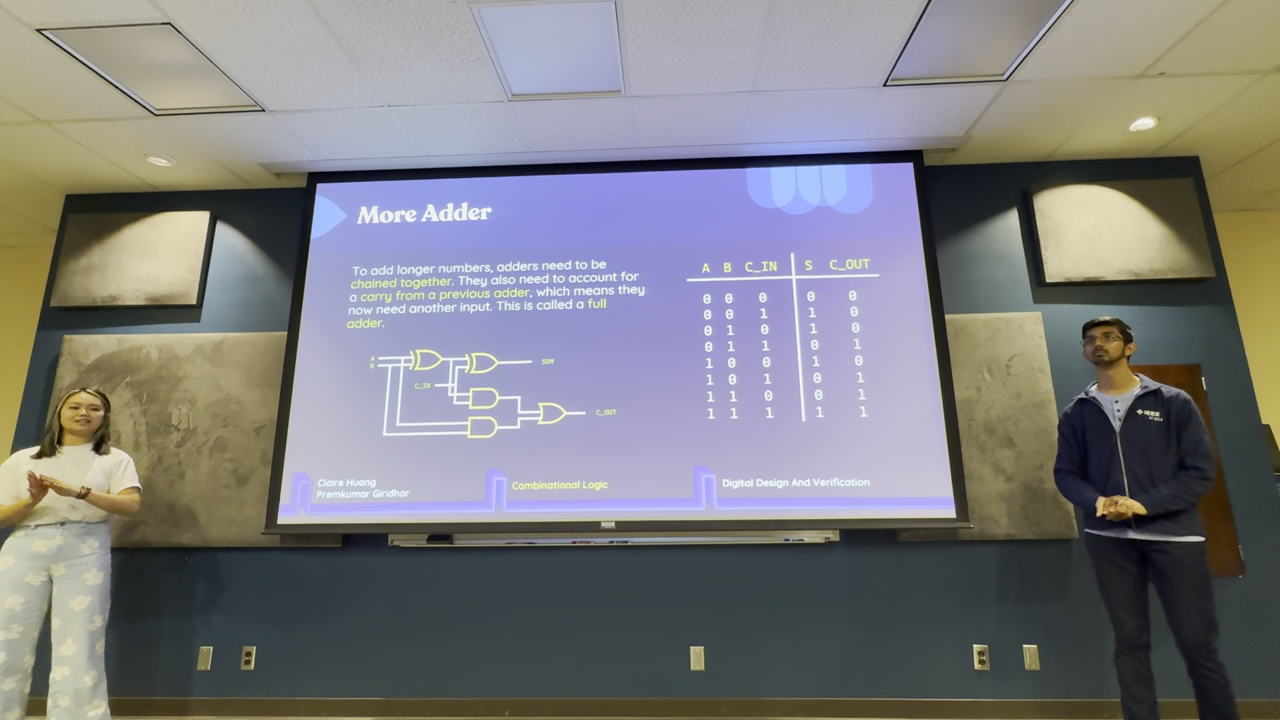 More Adder
To add longer numbers, adders need to be
chained together. They also need to account for
a carry from a previous adder, which means they
now need another input. This is called a full
adder.
A B C_IN S C_OUT
0 0 0 0 0
0 0 1 1 0
0 1 0 1 0
0 1 1 0 1
1 0 0 1 0
1 0 1 0 1
1 1 0 0 1
1 1 1 1 1
A
B
C_IN
SUM
C_OUT
Claire Huang
Premkumar Giridhar
Combinational Logic
Digital Design And Verification
IEEE